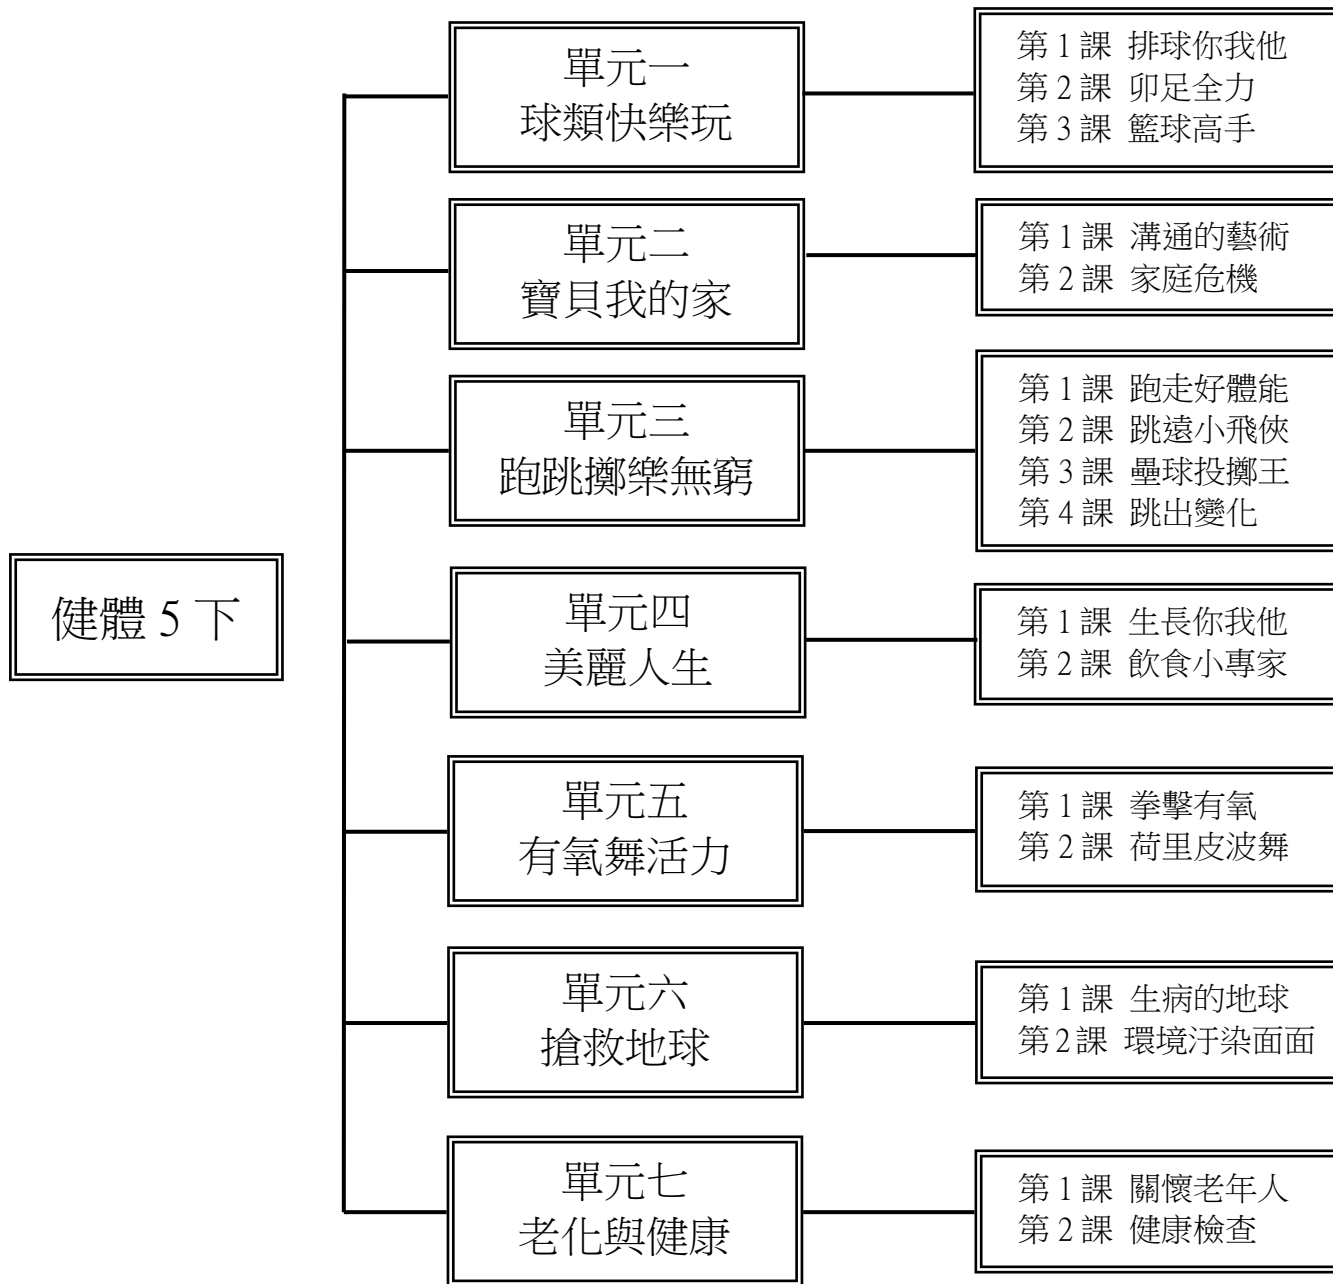 健體 5 下
單元一
球類快樂玩
第 1 課 排球你我他
第 2 課 卯足全力
第 3 課 籃球高手
單元二
寶貝我的家
第 1 課 溝通的藝術
第 2 課 家庭危機
單元三
跑跳擲樂無窮
第 1 課 跑走好體能
第 2 課 跳遠小飛俠
第 3 課 壘球投擲王
第 4 課 跳出變化
單元四
美麗人生
第 1 課 生長你我他
第 2 課 飲食小專家
單元五
有氧舞活力
第 1 課 拳擊有氧
第 2 課 荷里皮波舞
單元六
搶救地球
第 1 課 生病的地球
第 2 課 環境汙染面面
單元七
老化與健康
第 1 課 關懷老年人
第 2 課 健康檢查